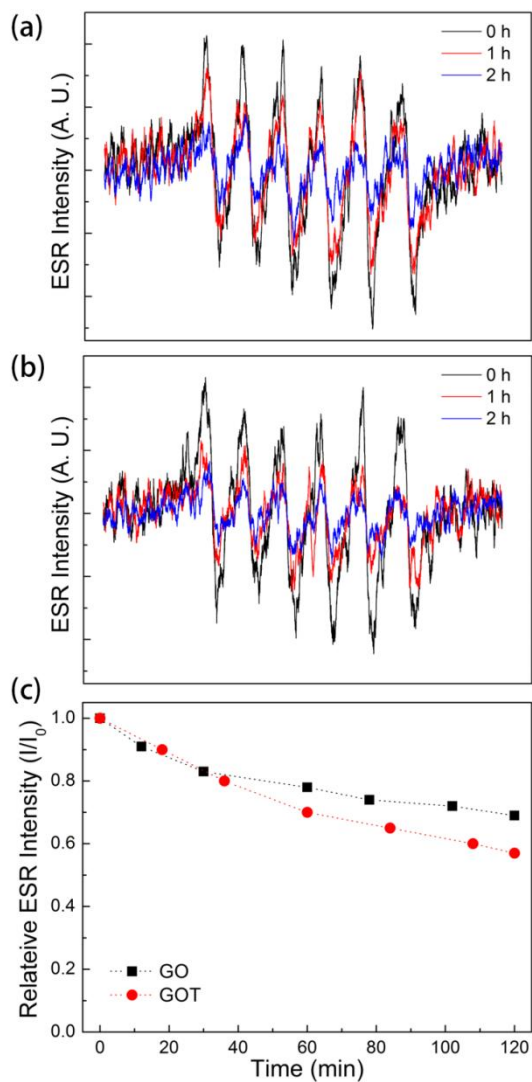 (a)
0 h
1 h
2 h
ESR Intensity (A. U.)
(b)
0 h
1 h
2 h
ESR Intensity (A. U.)
(c)
1.0
0.8
0.6
0.4
0.2
0.0
Relateive ESR Intensity (I/I₀)
GO
GOT
0 20 40 60 80 100 120
Time (min)